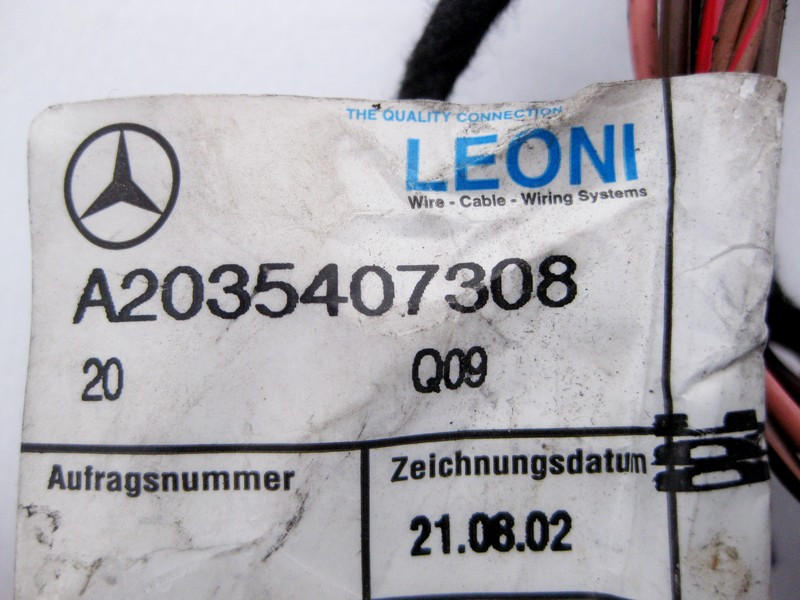 THE QUALITY CONNECTION
LEONI
Wire - Cable - Wiring Systems
A2035407308
20 Q09
Aufragsnummer Zeichnungsdatum
21.08.02